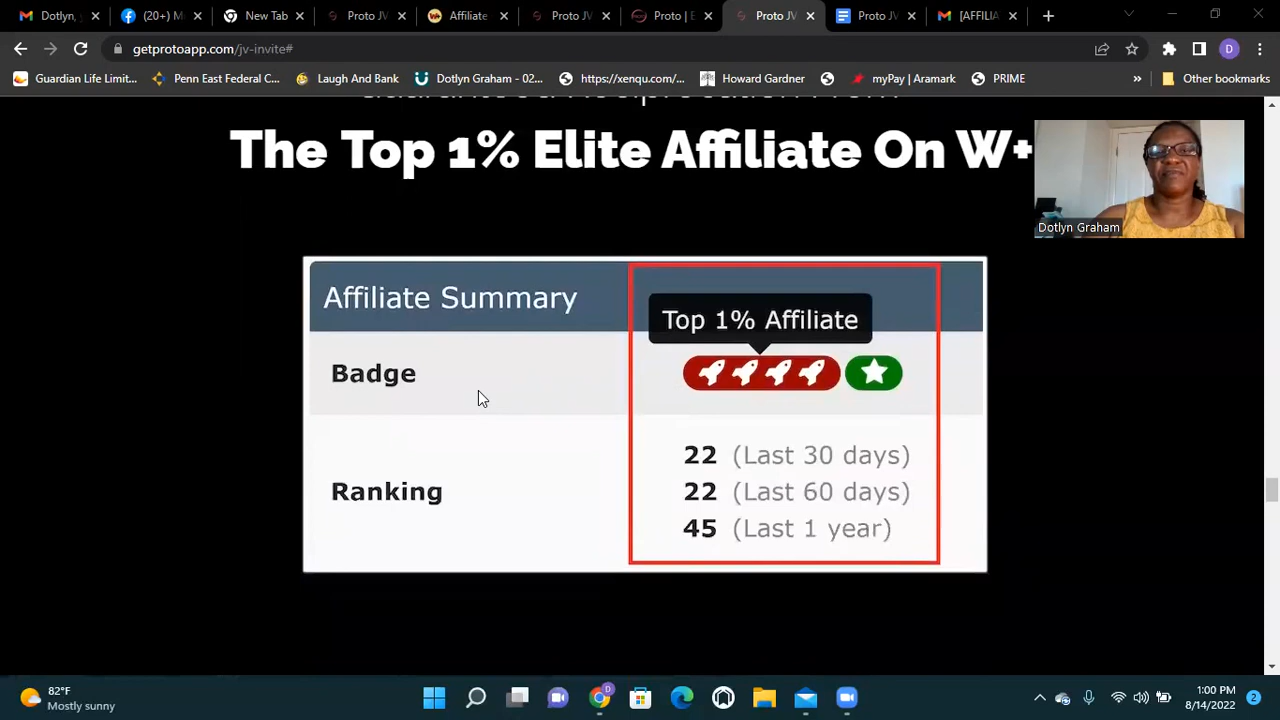 Dotlyn, y
(20+) M
New Tab
Proto JV
Affiliate
Proto JV
Proto | E
Proto JV
Proto JV
[AFFILIA
D
getprotoapp.com/jv-invite#
Guardian Life Limit...
Penn East Federal C...
Laugh And Bank
Dotlyn Graham - 02...
https://xenqu.com/...
Howard Gardner
myPay | Aramark
PRIME
Other bookmarks
The Top 1% Elite Affiliate On W+
Dotlyn Graham
Affiliate Summary
Top 1% Affiliate
Badge
Ranking
22 (Last 30 days)
22 (Last 60 days)
45 (Last 1 year)
82°F
Mostly sunny
1:00 PM
8/14/2022
2